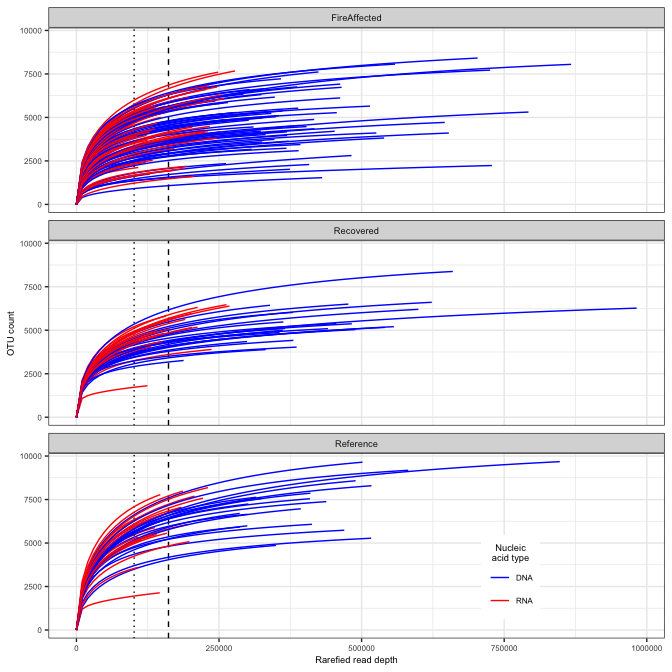 FireAffected
10000
7500
5000
2500
0
Recovered
10000
7500
5000
2500
0
OTU count
Reference
10000
7500
5000
2500
0
Nucleic
acid type
DNA
RNA
0 250000 500000 750000 1000000
Rarefied read depth